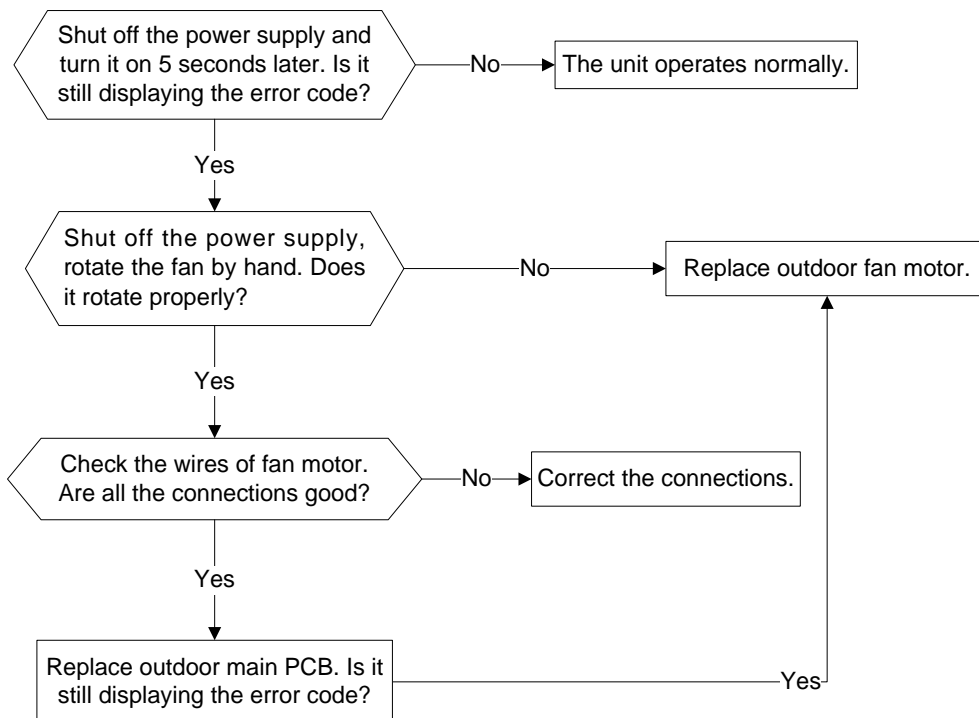 Shut off the power supply and
turn it on 5 seconds later. Is it
still displaying the error code?
No
The unit operates normally.
Yes
Shut off the power supply,
rotate the fan by hand. Does
it rotate properly?
No
Replace outdoor fan motor.
Yes
Check the wires of fan motor.
Are all the connections good?
No
Correct the connections.
Yes
Replace outdoor main PCB. Is it
still displaying the error code?
Yes